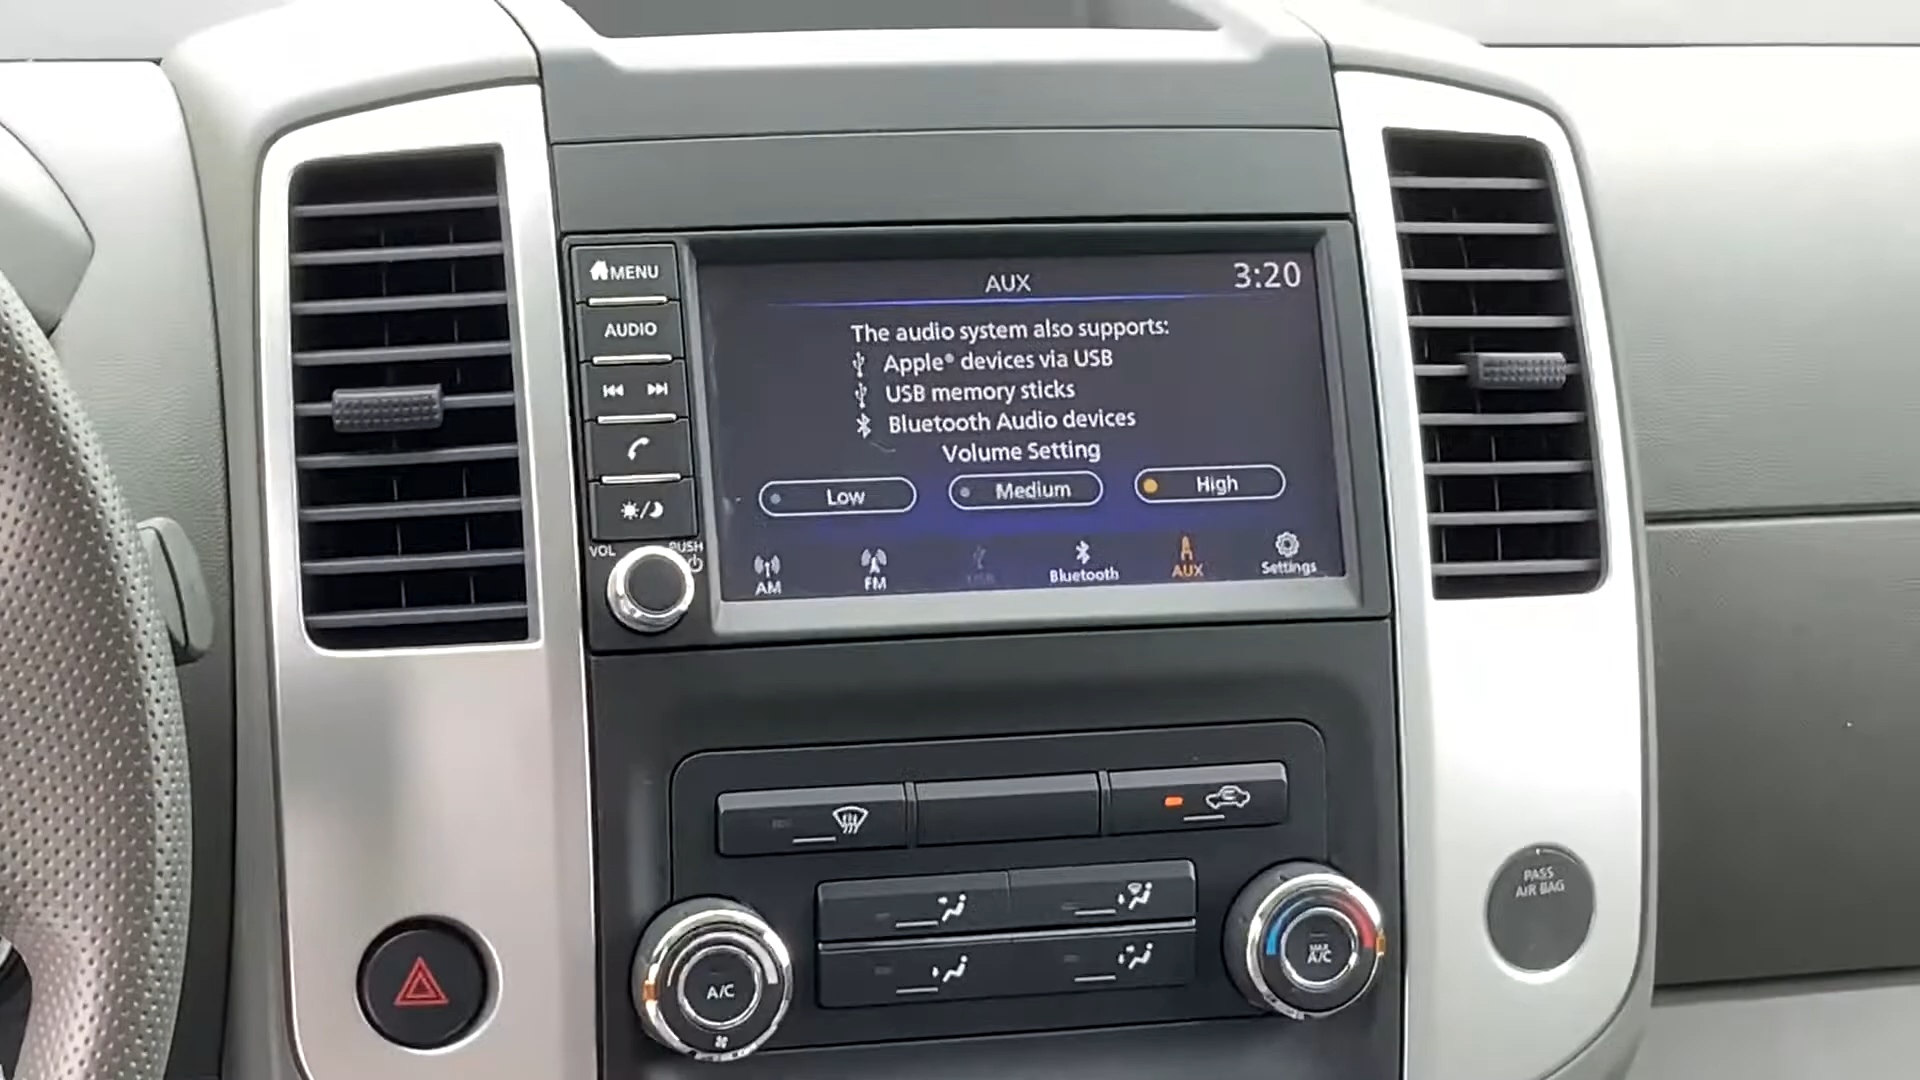 MENU
AUDIO
VOL
PUSH
AUX
3:20
The audio system also supports:
Apple® devices via USB
USB memory sticks
Bluetooth Audio devices
Volume Setting
Low
Medium
High
AM
FM
USB
Bluetooth
AUX
Settings
A/C
MAX
A/C
PASS
AIR BAG